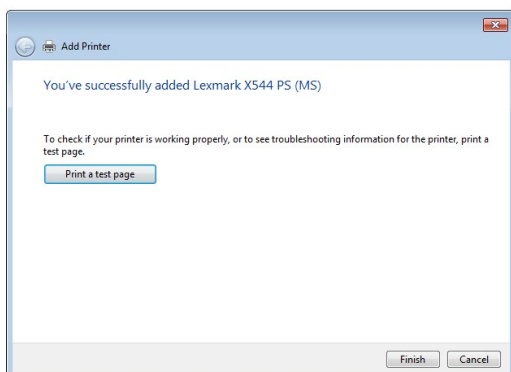 Add Printer
You've successfully added Lexmark X544 PS (MS)
To check if your printer is working properly, or to see troubleshooting information for the printer, print a
test page.
Print a test page
Finish Cancel